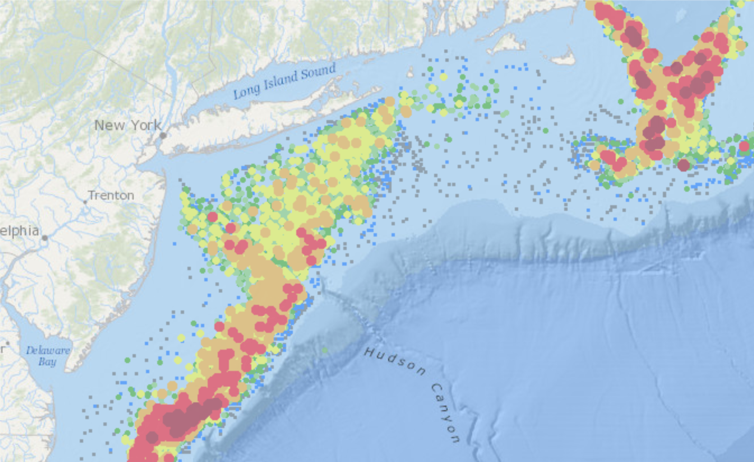 Long Island Sound
New York
Trenton
elphia
Delaware
Bay
Hudson Canyon